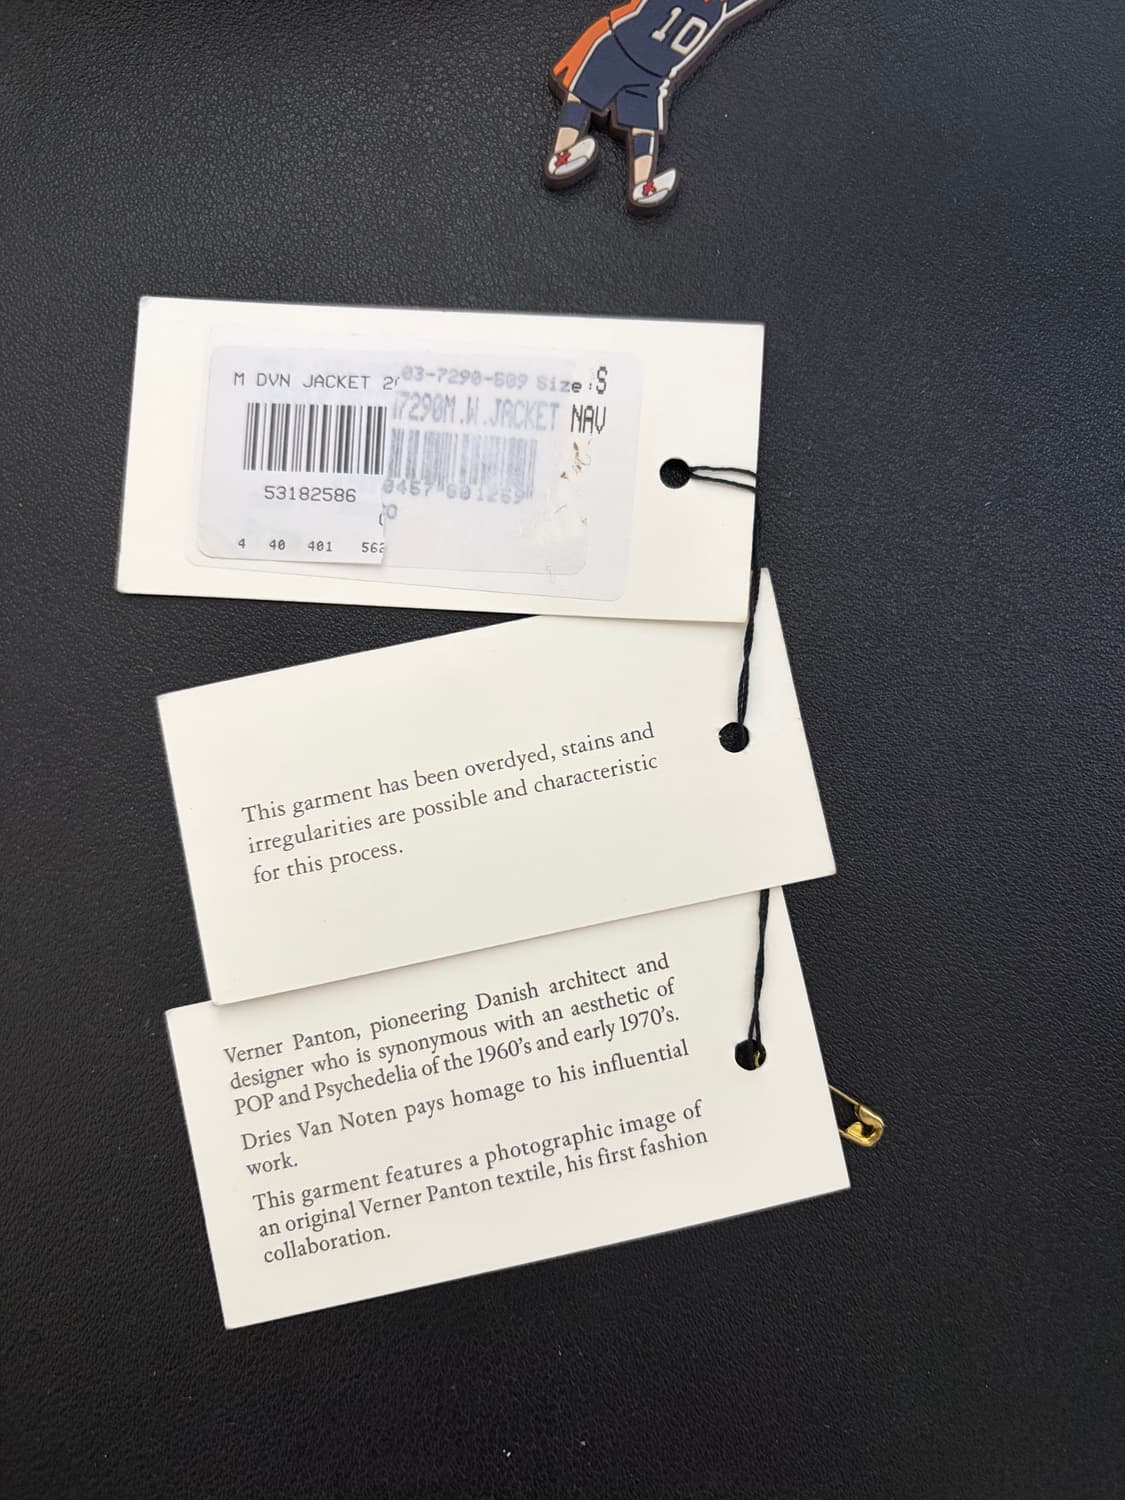 10
M DVN JACKET
03-7290-509 Size :S
7290M.W.JACKET NAV
53182586
4 40 401 562
This garment has been overdyed, stains and
irregularities are possible and characteristic
for this process.
Verner Panton, pioneering Danish architect and
designer who is synonymous with an aesthetic of
POP and Psychedelia of the 1960's and early 1970's.
Dries Van Noten pays homage to his influential
work.
This garment features a photographic image of
an original Verner Panton textile, his first fashion
collaboration.